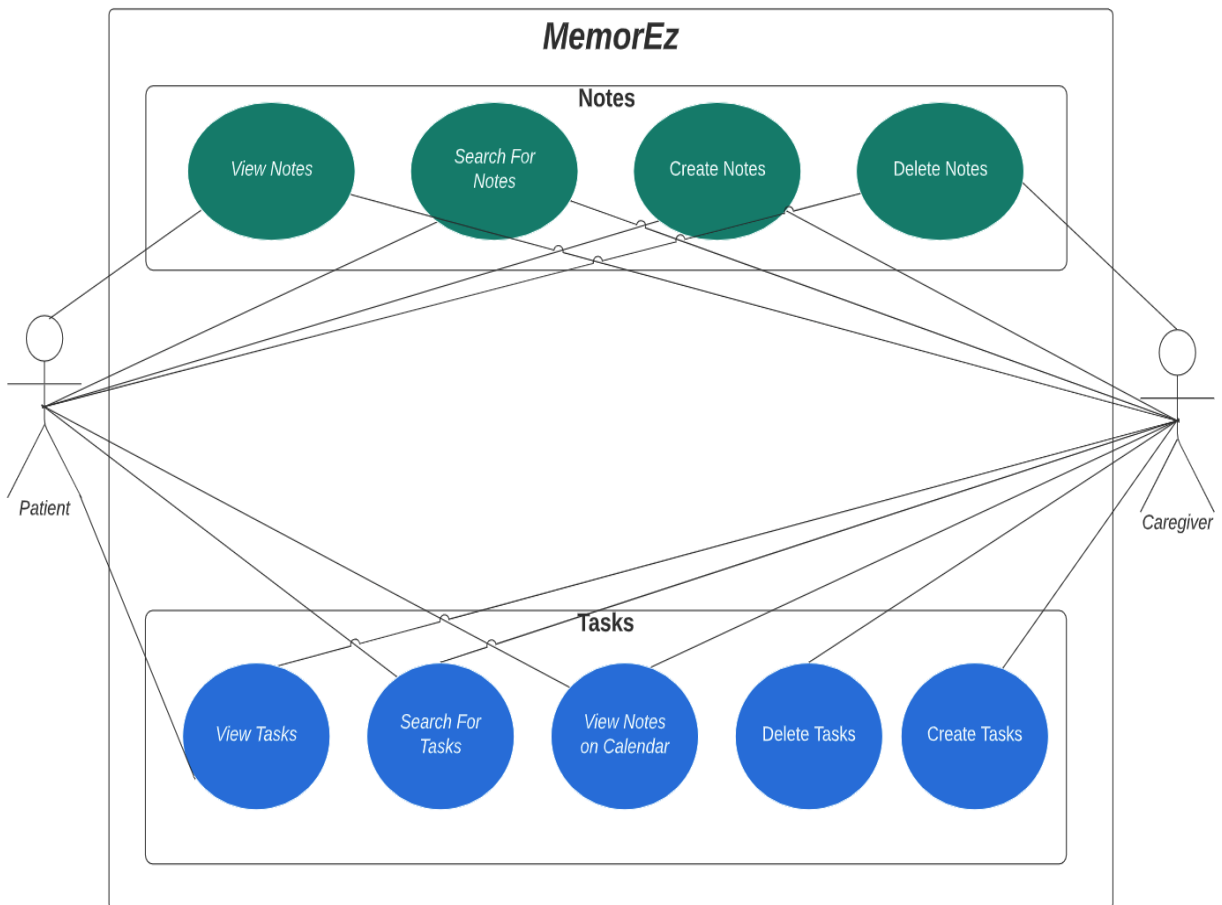 MemorEz
Notes
View Notes
Search For
Notes
Create Notes
Delete Notes
Patient
Caregiver
Tasks
View Tasks
Search For
Tasks
View Notes
on Calendar
Delete Tasks
Create Tasks